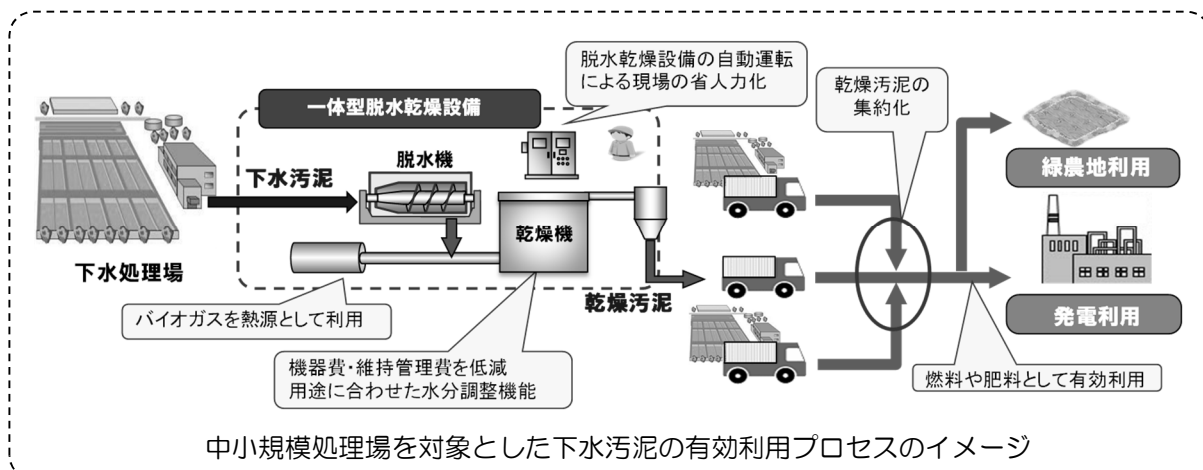 脱水乾燥設備の自動運転
による現場の省人力化
乾燥汚泥の
集約化
一体型脱水乾燥設備
脱水機
下水汚泥
緑農地利用
乾燥機
下水処理場
乾燥汚泥
バイオガスを熱源として利用
発電利用
機器費・維持管理費を低減
用途に合わせた水分調整機能
燃料や肥料として有効利用
中小規模処理場を対象とした下水汚泥の有効利用プロセスのイメージ